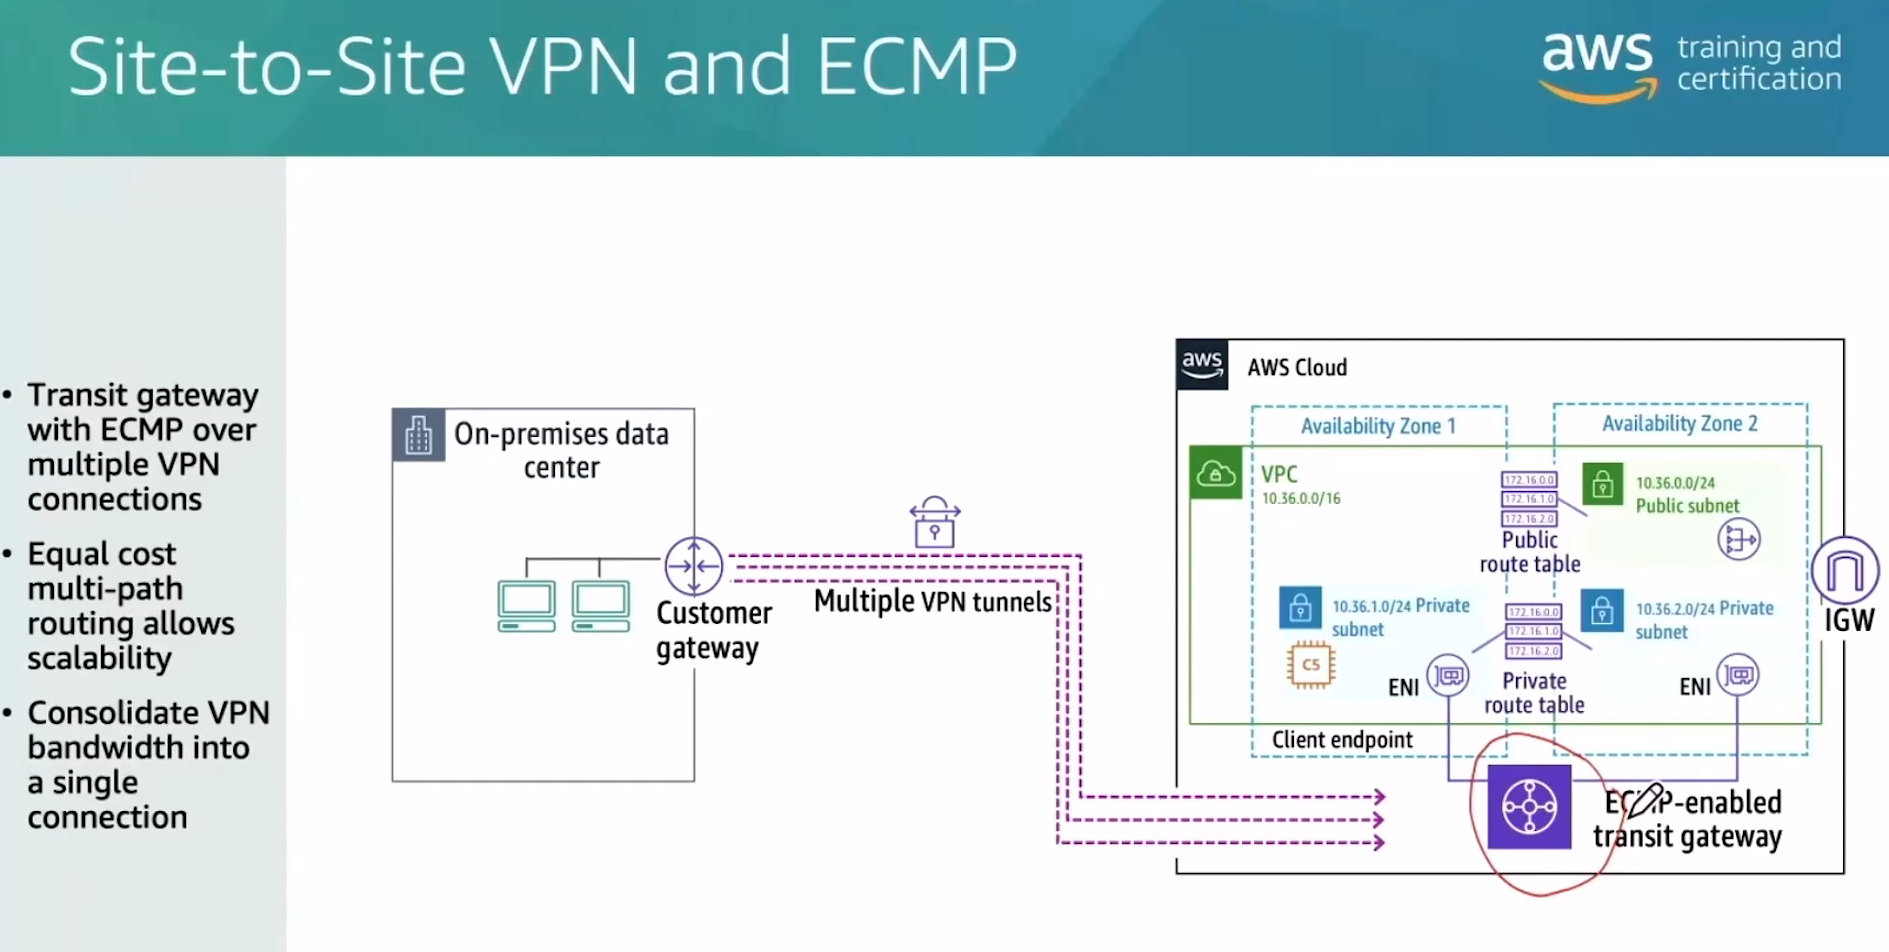 Site-to-Site VPN and ECMP
aws training and
certification
• Transit gateway
with ECMP over
multiple VPN
connections
• Equal cost
multi-path
routing allows
scalability
• Consolidate VPN
bandwidth into
a single
connection
On-premises data
center
Customer
gateway
Multiple VPN tunnels
aws
AWS Cloud
Availability Zone 1
Availability Zone 2
VPC
10.36.0.0/16
172.16.0.0
172.16.1.0
172.16.2.0
Public
route table
10.36.0.0/24
Public subnet
IGW
10.36.1.0/24 Private
subnet
C5
ENI
172.16.0.0
172.16.1.0
172.16.2.0
Private
route table
10.36.2.0/24 Private
subnet
ENI
Client endpoint
ECMP-enabled
transit gateway